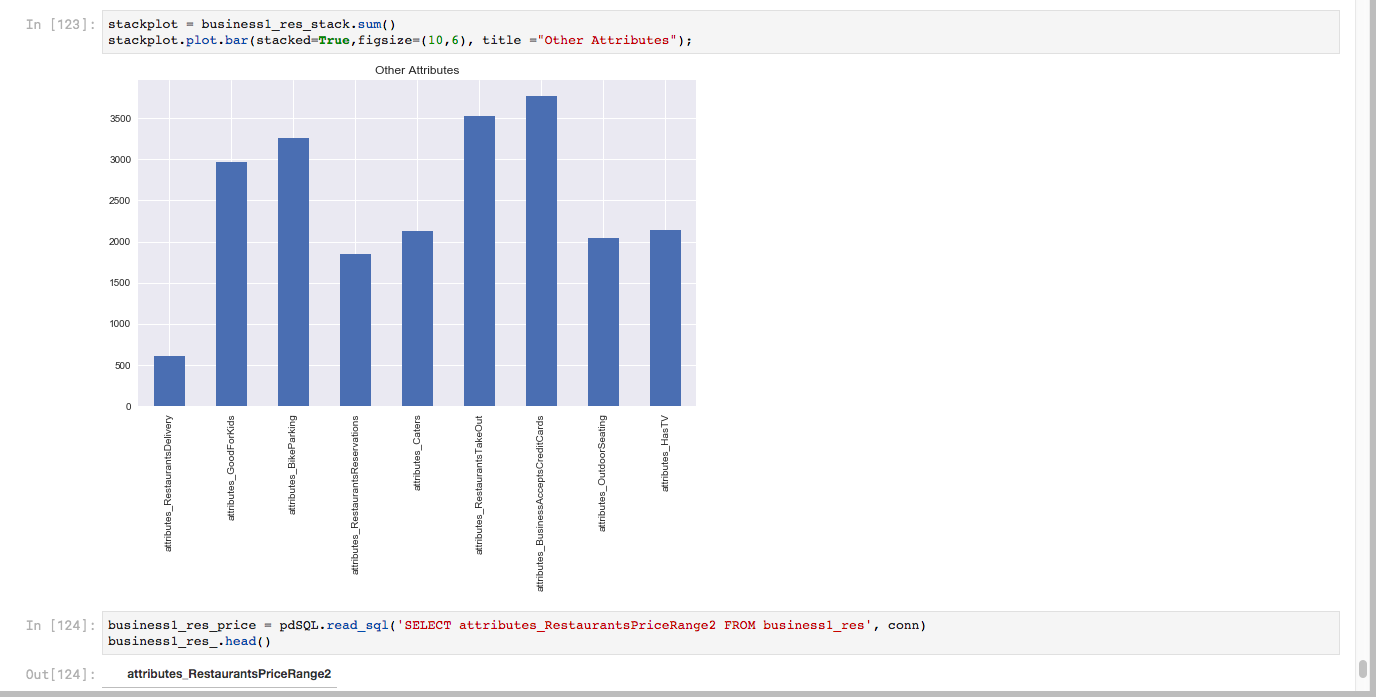 In [123]:
stackplot = business1_res_stack.sum()
stackplot.plot.bar(stacked=True,figsize=(10,6), title ="Other Attributes");
Other Attributes
3500
3000
2500
2000
1500
1000
500
0
attributes_RestaurantsDelivery
attributes_GoodForKids
attributes_BikeParking
attributes_RestaurantsReservations
attributes_Caters
attributes_RestaurantsTakeOut
attributes_BusinessAcceptsCreditCards
attributes_OutdoorSeating
attributes_HasTV
In [124]:
business1_res_price = pdSQL.read_sql('SELECT attributes_RestaurantsPriceRange2 FROM business1_res', conn)
business1_res_.head()
Out[124]:
attributes_RestaurantsPriceRange2